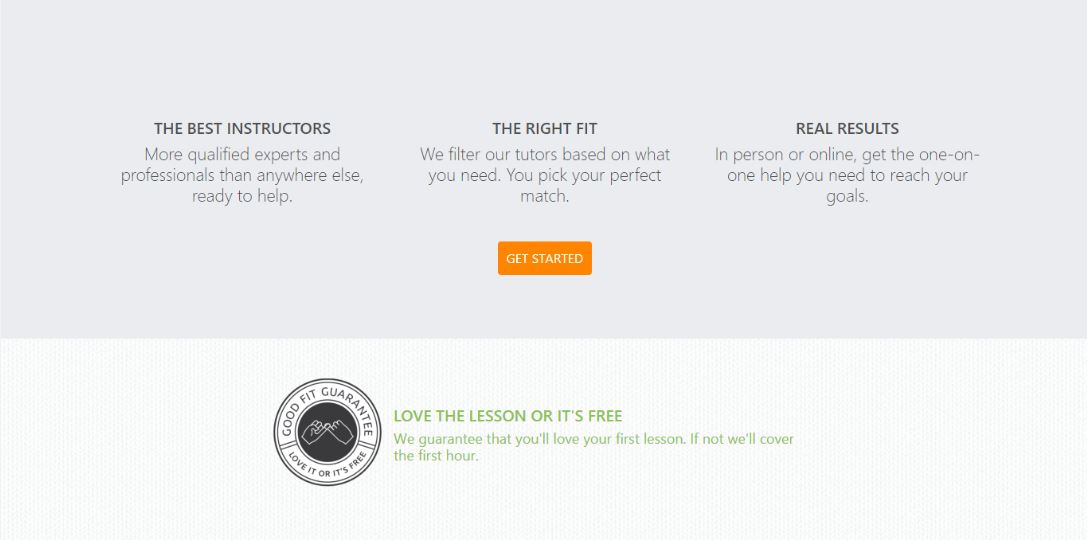 THE BEST INSTRUCTORS
More qualified experts and
professionals than anywhere else,
ready to help.
THE RIGHT FIT
We filter our tutors based on what
you need. You pick your perfect
match.
REAL RESULTS
In person or online, get the one-on-
one help you need to reach your
goals.
GET STARTED
GOOD FIT GUARANTEE
LOVE IT OR IT'S FREE
LOVE THE LESSON OR IT'S FREE
We guarantee that you'll love your first lesson. If not we'll cover
the first hour.